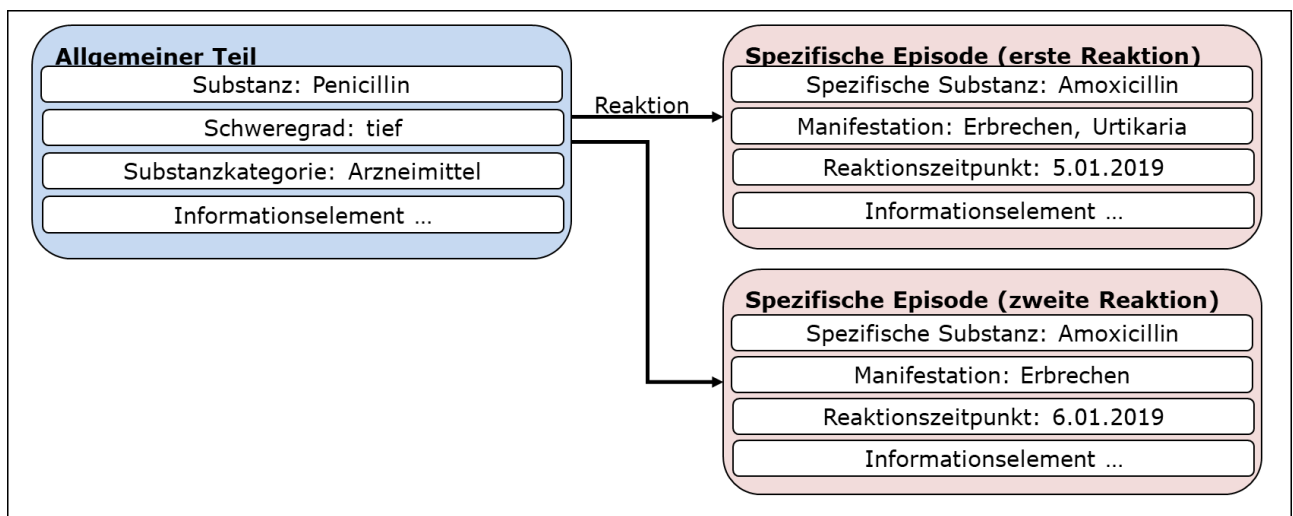 Allgemeiner Teil
Substanz: Penicillin
Schweregrad: tief
Substanzkategorie: Arzneimittel
Informationselement ...
Reaktion
Spezifische Episode (erste Reaktion)
Spezifische Substanz: Amoxicillin
Manifestation: Erbrechen, Urtikaria
Reaktionszeitpunkt: 5.01.2019
Informationselement ...
Spezifische Episode (zweite Reaktion)
Spezifische Substanz: Amoxicillin
Manifestation: Erbrechen
Reaktionszeitpunkt: 6.01.2019
Informationselement ...